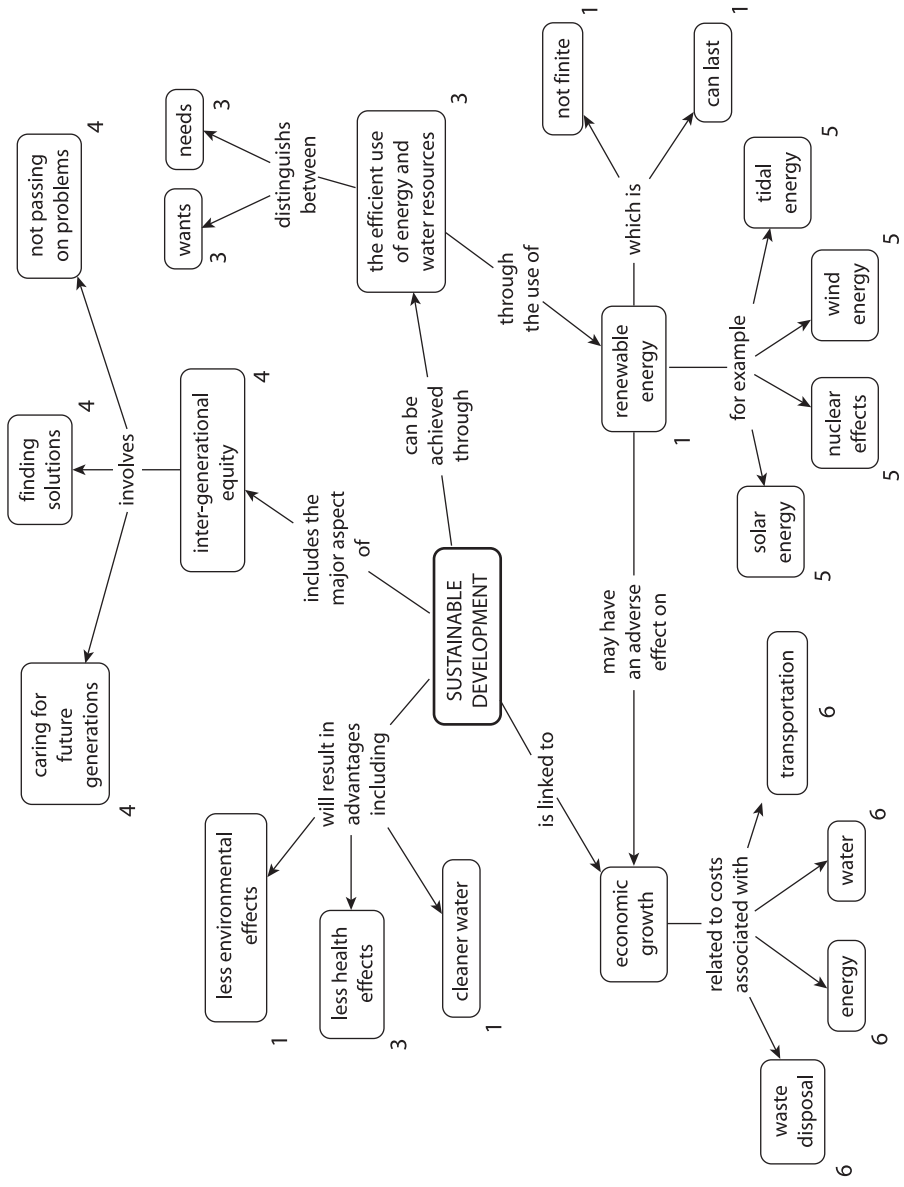 caring for
future
generations
4
finding
solutions
4
not passing
on problems
4
involves
inter-generational
equity
4
wants
3
needs
3
distinguishs
between
less environmental
effects
1
less health
effects
3
cleaner water
1
will result in
advantages
including
includes the
major aspect
of
can be
achieved
through
the efficient use
of energy and
water resources
3
SUSTAINABLE
DEVELOPMENT
is linked to
through
the use of
economic
growth
may have
an adverse
effect on
renewable
energy
1
which is
not finite
1
can last
1
related to costs
associated with
waste
disposal
6
energy
6
water
6
transportation
6
for example
solar
energy
5
nuclear
effects
5
wind
energy
5
tidal
energy
5